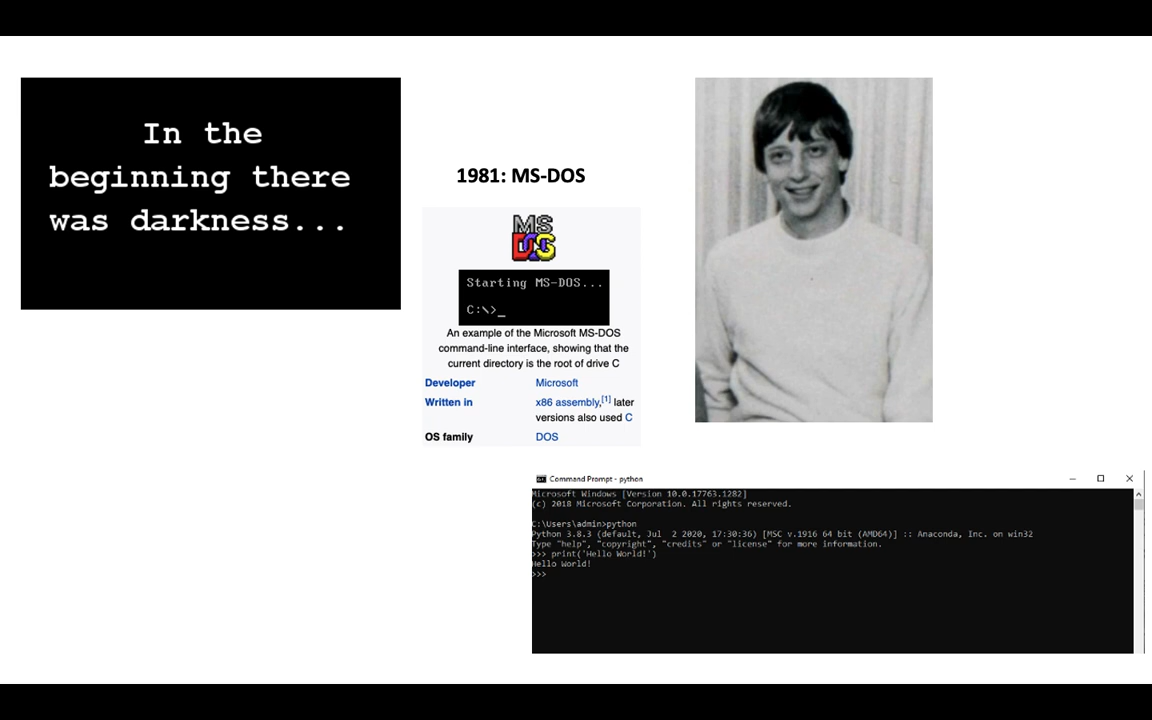 In the
beginning there
was darkness...
1981: MS-DOS
MS
DOS
Starting MS-DOS...
C:\>_
An example of the Microsoft MS-DOS
command-line interface, showing that the
current directory is the root of drive C
Developer Microsoft
Written in x86 assembly,[1] later
versions also used C
OS family DOS
Command Prompt - python
Microsoft Windows [Version 10.0.17763.1282]
(c) 2018 Microsoft Corporation. All rights reserved.
C:\Users\admin>python
Python 3.8.3 (default, Jul  2 2020, 17:30:36) [MSC v.1916 64 bit (AMD64)] :: Anaconda, Inc. on win32
Type "help", "copyright", "credits" or "license" for more information.
>>> print('Hello World!')
Hello World!
>>>